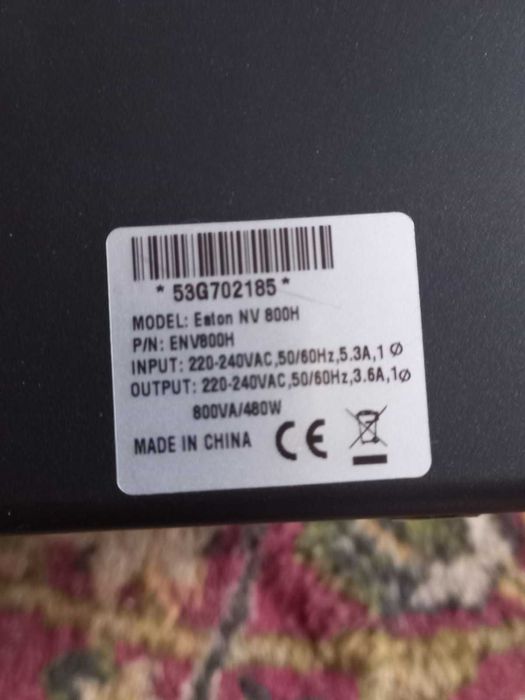 * 53G702185 *
MODEL: Eaton NV 800H
P/N: ENV800H
INPUT: 220-240VAC,50/60Hz,5.3A,1 Ø
OUTPUT: 220-240VAC,50/60Hz,3.6A,1Ø
800VA/480W
MADE IN CHINA CE